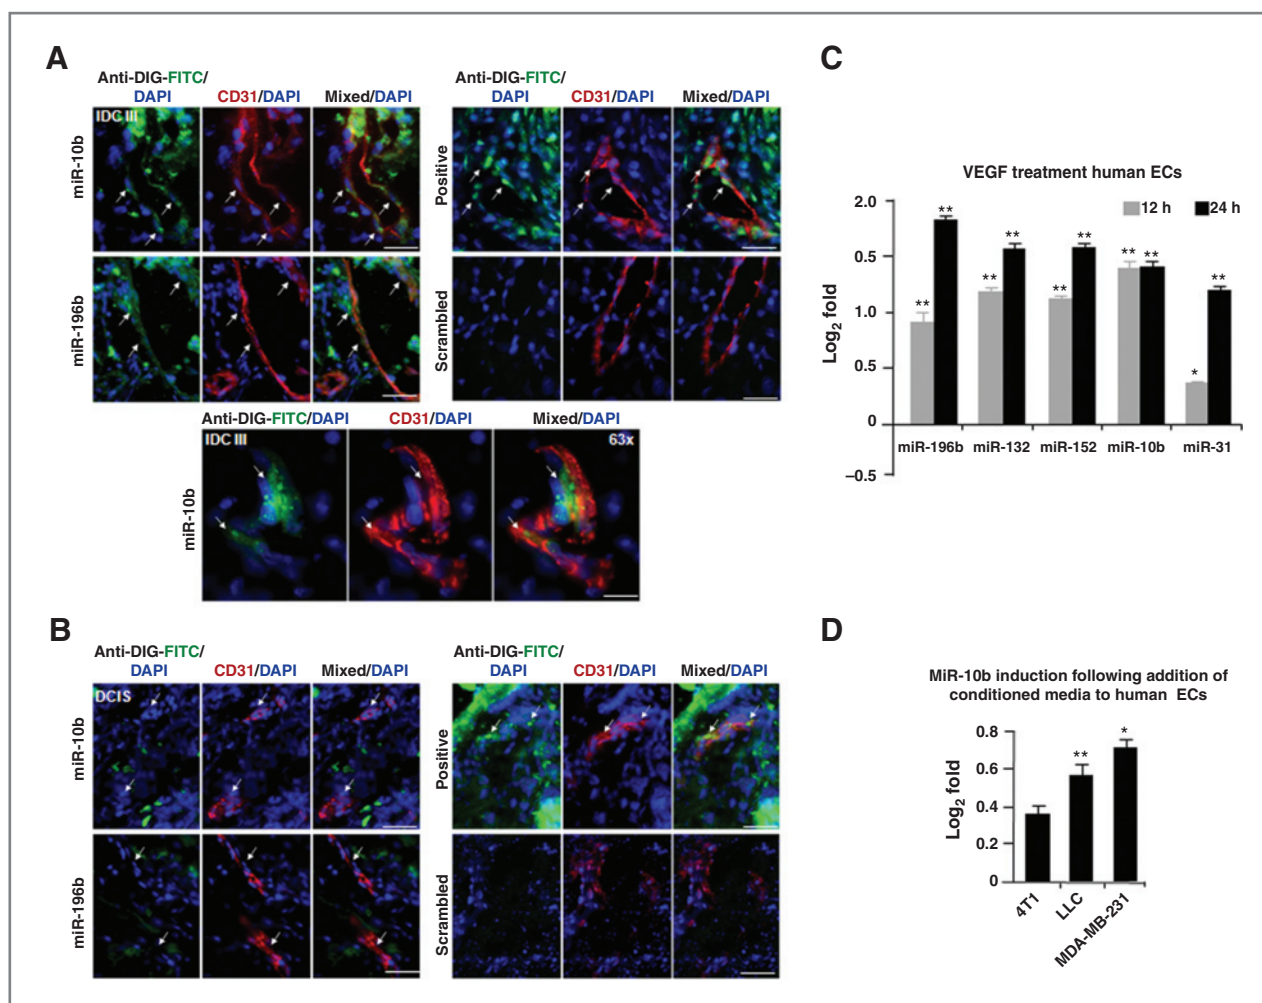 A
Anti-DIG-FITC/
DAPI CD31/DAPI Mixed/DAPI
miR-10b
IDC III
miR-196b
Anti-DIG-FITC/
DAPI CD31/DAPI Mixed/DAPI
Positive
Scrambled
Anti-DIG-FITC/DAPI CD31/DAPI Mixed/DAPI
miR-10b
IDC III
63x
B
Anti-DIG-FITC/
DAPI CD31/DAPI Mixed/DAPI
miR-10b
DCIS
miR-196b
Anti-DIG-FITC/
DAPI CD31/DAPI Mixed/DAPI
Positive
Scrambled
C
VEGF treatment human ECs
12 h 24 h
Log2 fold
2.0
0.5
1.0
0.5
0
–0.5
** ** ** ** ** ** ** ** * **
miR-196b miR-132 miR-152 miR-10b miR-31
D
MiR-10b induction following addition of
conditioned media to human ECs
Log2 fold
0.8
0.6
0.4
0.2
0
** *
4T1 LLC MDA-MB-231